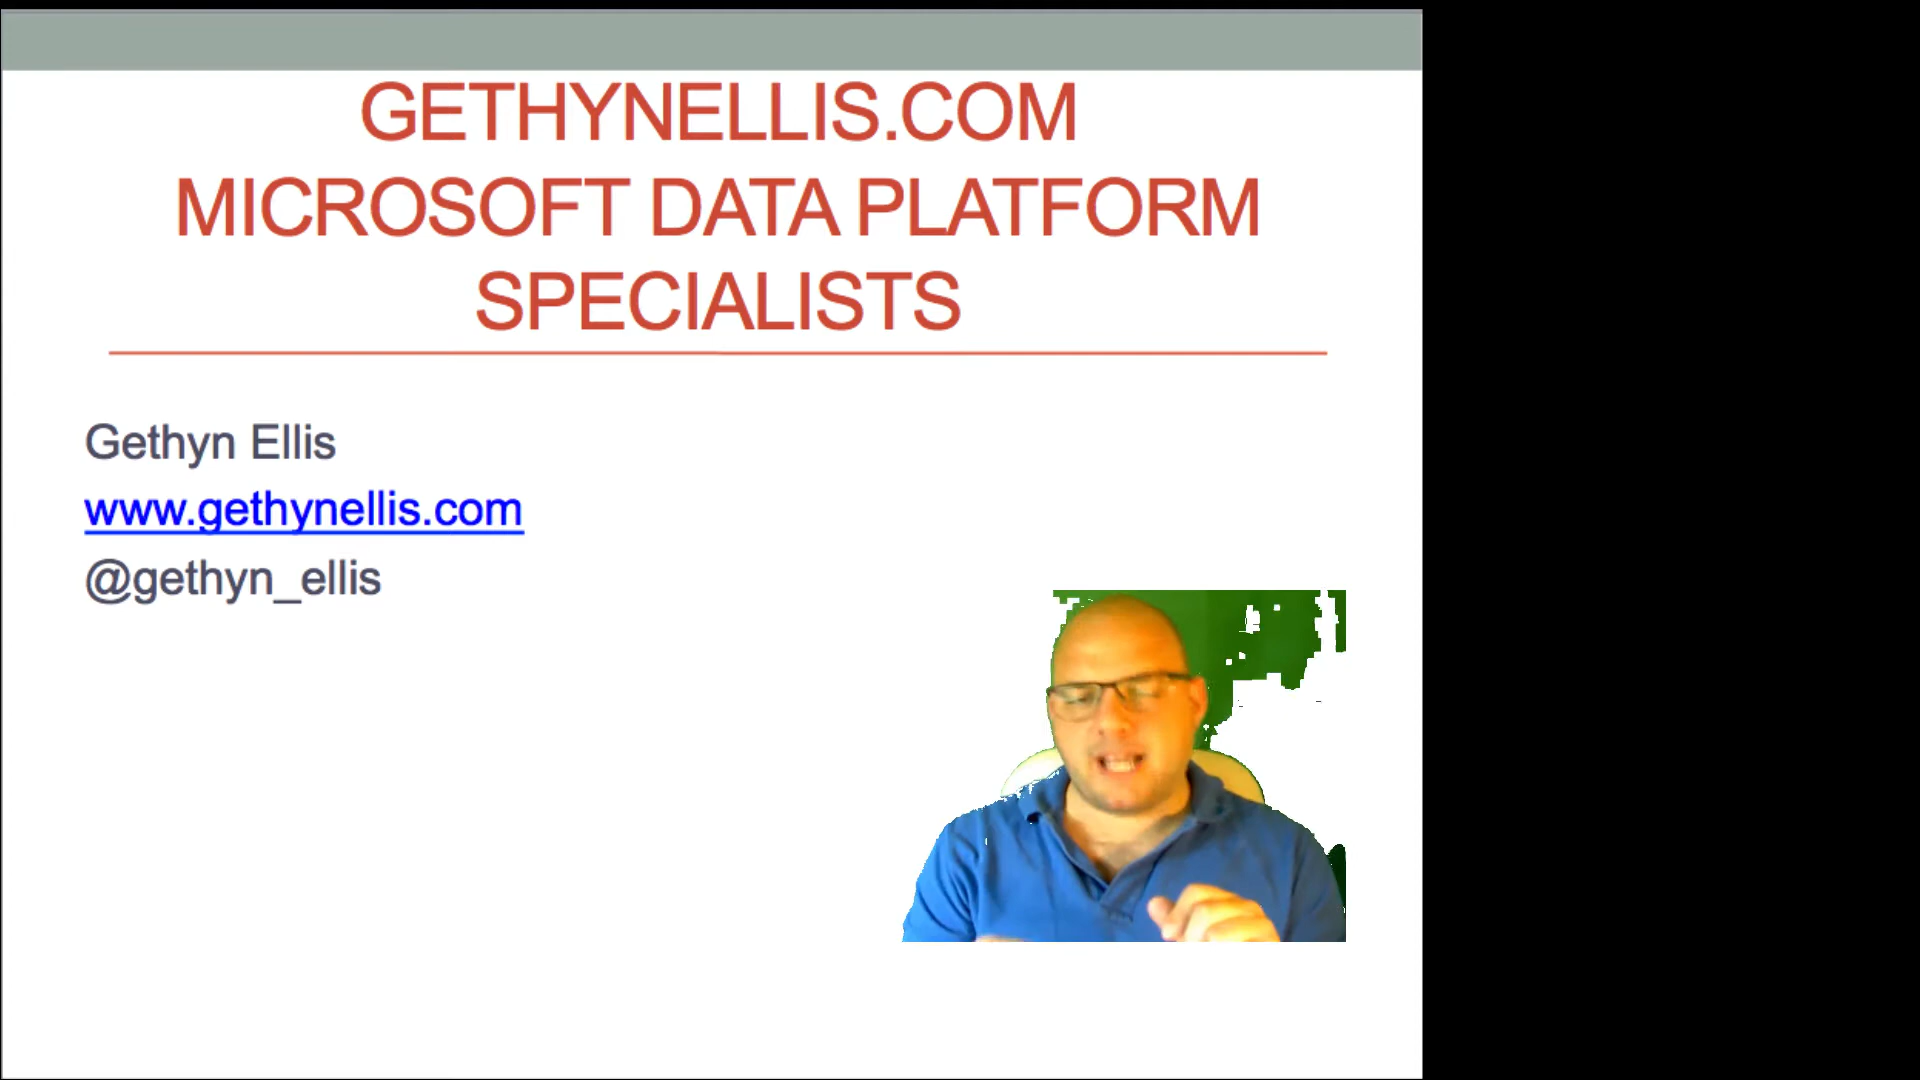 GETHYNELLIS.COM
MICROSOFT DATA PLATFORM
SPECIALISTS
Gethyn Ellis
www.gethynellis.com
@gethyn_ellis